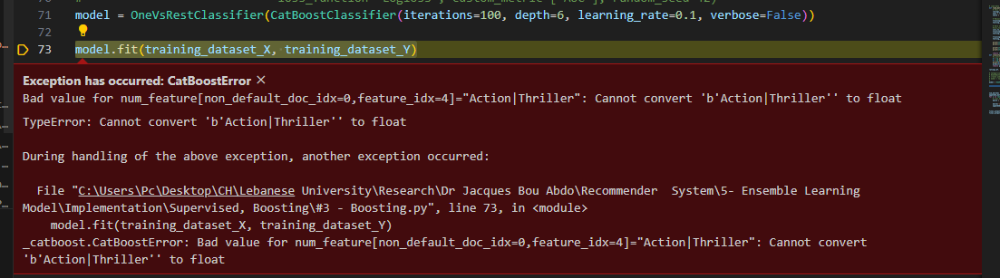 71 model = OneVsRestClassifier(CatBoostClassifier(iterations=100, depth=6, learning_rate=0.1, verbose=False))
72
73 model.fit(training_dataset_X, training_dataset_Y)
Exception has occurred: CatBoostError ×
Bad value for num_feature[non_default_doc_idx=0,feature_idx=4]="Action|Thriller": Cannot convert 'b'Action|Thriller'' to float
TypeError: Cannot convert 'b'Action|Thriller'' to float
During handling of the above exception, another exception occurred:
File "C:\Users\Pc\Desktop\CH\Lebanese University\Research\Dr Jacques Bou Abdo\Recommender  System\5- Ensemble Learning
Model\Implementation\Supervised, Boosting\#3 - Boosting.py", line 73, in <module>
model.fit(training_dataset_X, training_dataset_Y)
_catboost.CatBoostError: Bad value for num_feature[non_default_doc_idx=0,feature_idx=4]="Action|Thriller": Cannot convert
'b'Action|Thriller'' to float